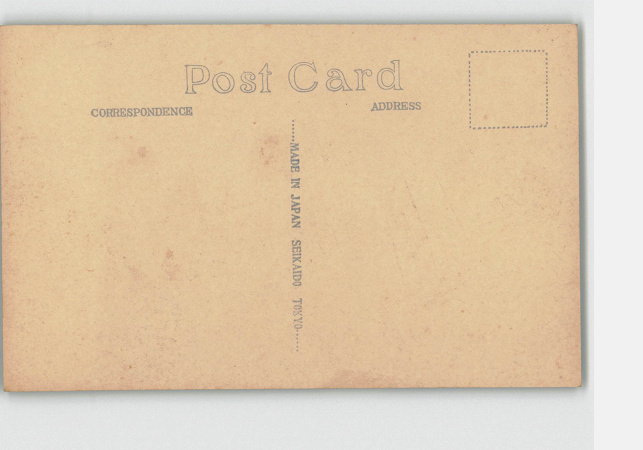 Post Card
CORRESPONDENCE
ADDRESS
MADE IN JAPAN SEIKAIDO TOKYO